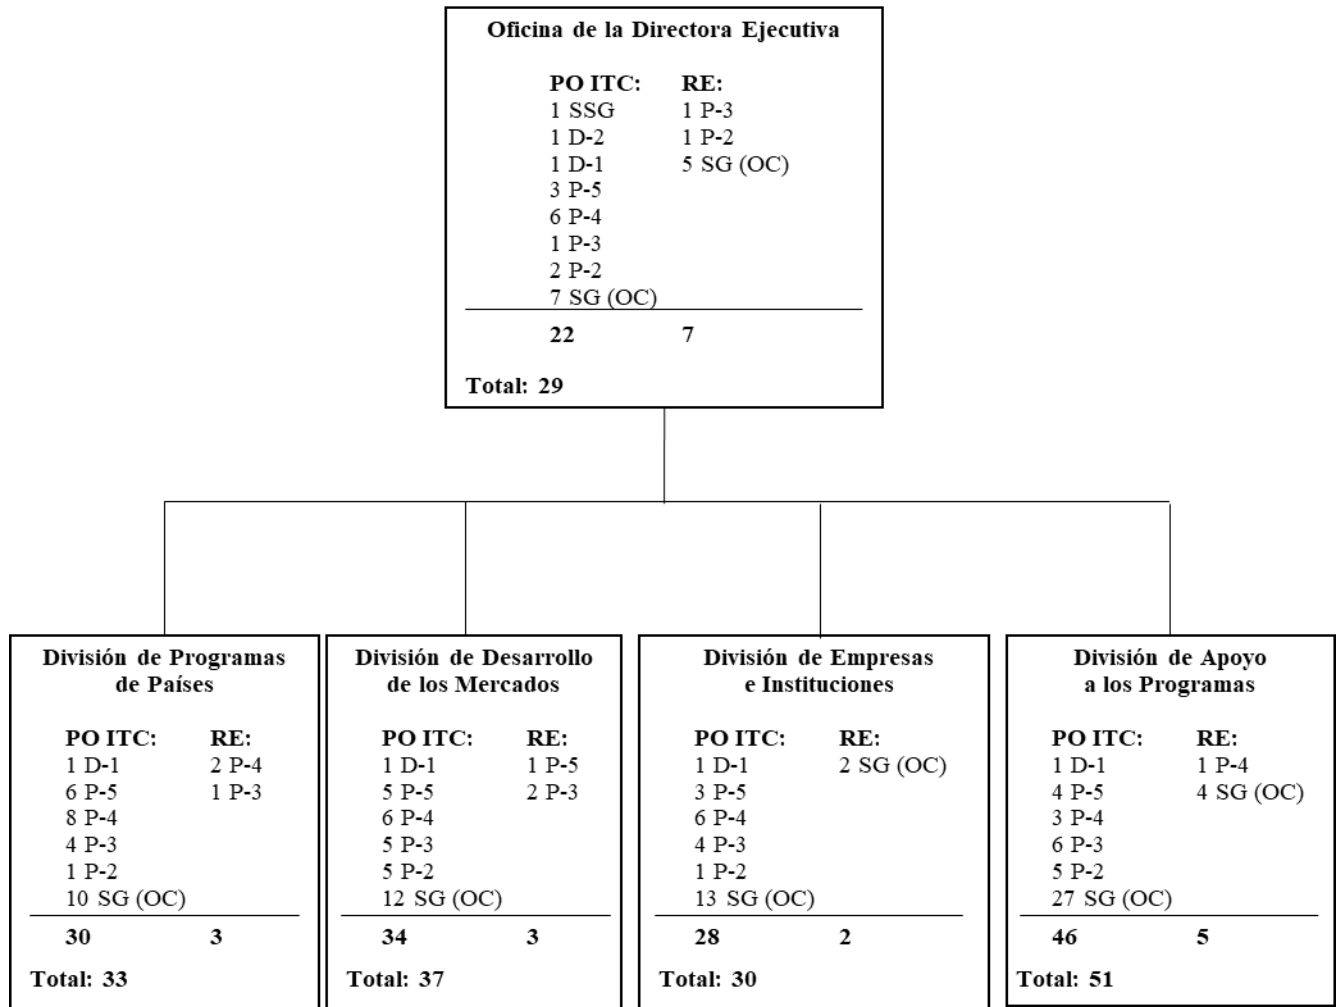 Oficina de la Directora Ejecutiva
PO ITC: RE:
1 SSG 1 P-3
1 D-2 1 P-2
1 D-1 5 SG (OC)
3 P-5
6 P-4
1 P-3
2 P-2
7 SG (OC)
22 7
Total: 29
División de Programas
de Países
PO ITC: RE:
1 D-1 2 P-4
6 P-5 1 P-3
8 P-4
4 P-3
1 P-2
10 SG (OC)
30 3
Total: 33
División de Desarrollo
de los Mercados
PO ITC: RE:
1 D-1 1 P-5
5 P-5 2 P-3
6 P-4
5 P-3
5 P-2
12 SG (OC)
34 3
Total: 37
División de Empresas
e Instituciones
PO ITC: RE:
1 D-1 2 SG (OC)
3 P-5
6 P-4
4 P-3
1 P-2
13 SG (OC)
28 2
Total: 30
División de Apoyo
a los Programas
PO ITC: RE:
1 D-1 1 P-4
4 P-5 4 SG (OC)
3 P-4
6 P-3
5 P-2
27 SG (OC)
46 5
Total: 51